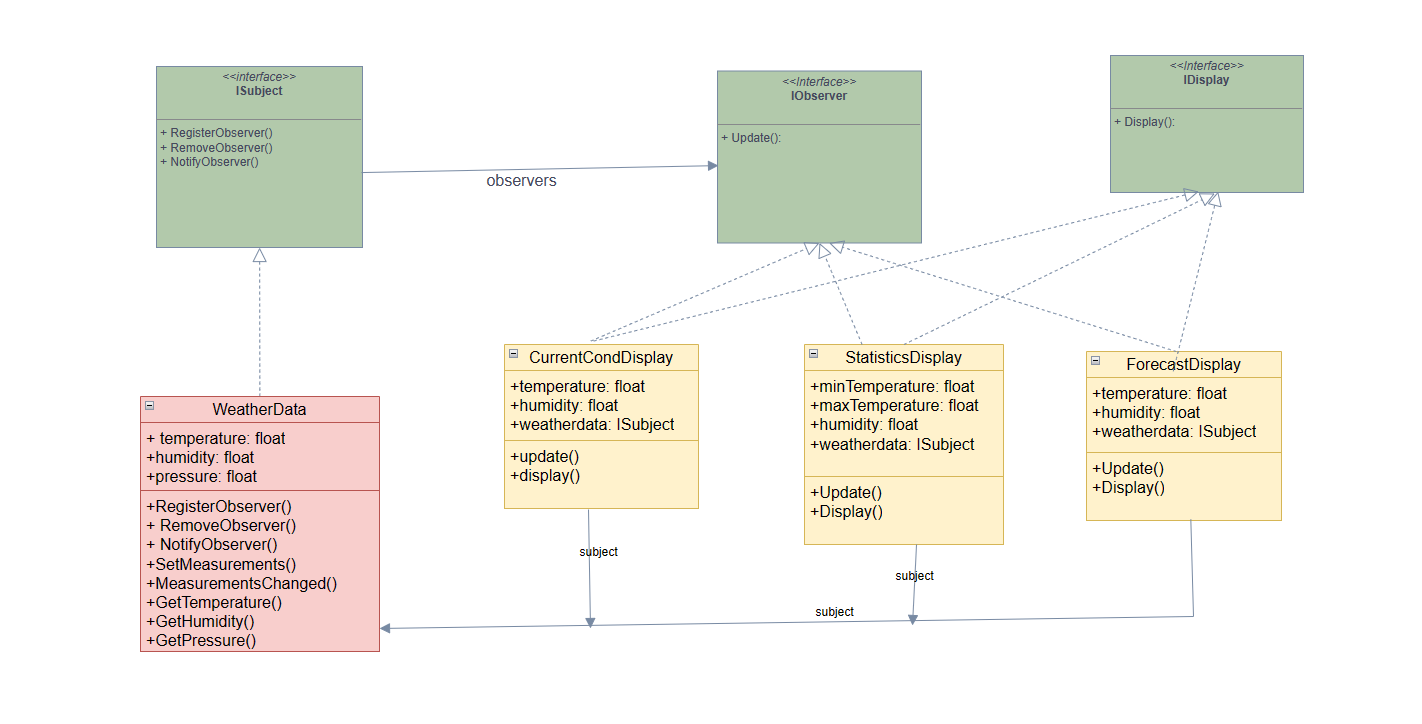 <<interface>>
ISubject
+ RegisterObserver()
+ RemoveObserver()
+ NotifyObserver()
observers
<<Interface>>
IObserver
+ Update():
<<Interface>>
IDisplay
+ Display():
WeatherData
+ temperature: float
+humidity: float
+pressure: float
+RegisterObserver()
+ RemoveObserver()
+ NotifyObserver()
+SetMeasurements()
+MeasurementsChanged()
+GetTemperature()
+GetHumidity()
+GetPressure()
CurrentCondDisplay
+temperature: float
+humidity: float
+weatherdata: ISubject
+update()
+display()
subject
StatisticsDisplay
+minTemperature: float
+maxTemperature: float
+humidity: float
+weatherdata: ISubject
+Update()
+Display()
subject
ForecastDisplay
+temperature: float
+humidity: float
+weatherdata: ISubject
+Update()
+Display()
subject